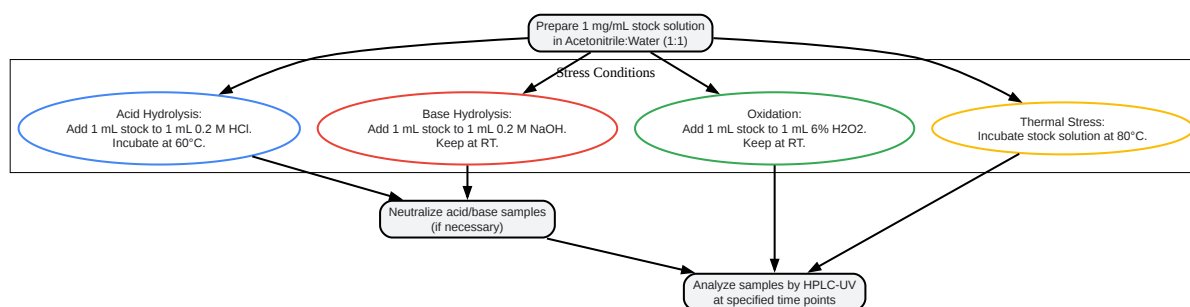 Prepare 1 mg/mL stock solution
in Acetonitrile:Water (1:1)
Stress Conditions
Acid Hydrolysis:
Add 1 mL stock to 1 mL 0.2 M HCl.
Incubate at 60°C.
Base Hydrolysis:
Add 1 mL stock to 1 mL 0.2 M NaOH.
Keep at RT.
Oxidation:
Add 1 mL stock to 1 mL 6% H2O2.
Keep at RT.
Thermal Stress:
Incubate stock solution at 80°C.
Neutralize acid/base samples
(if necessary)
Analyze samples by HPLC-UV
at specified time points